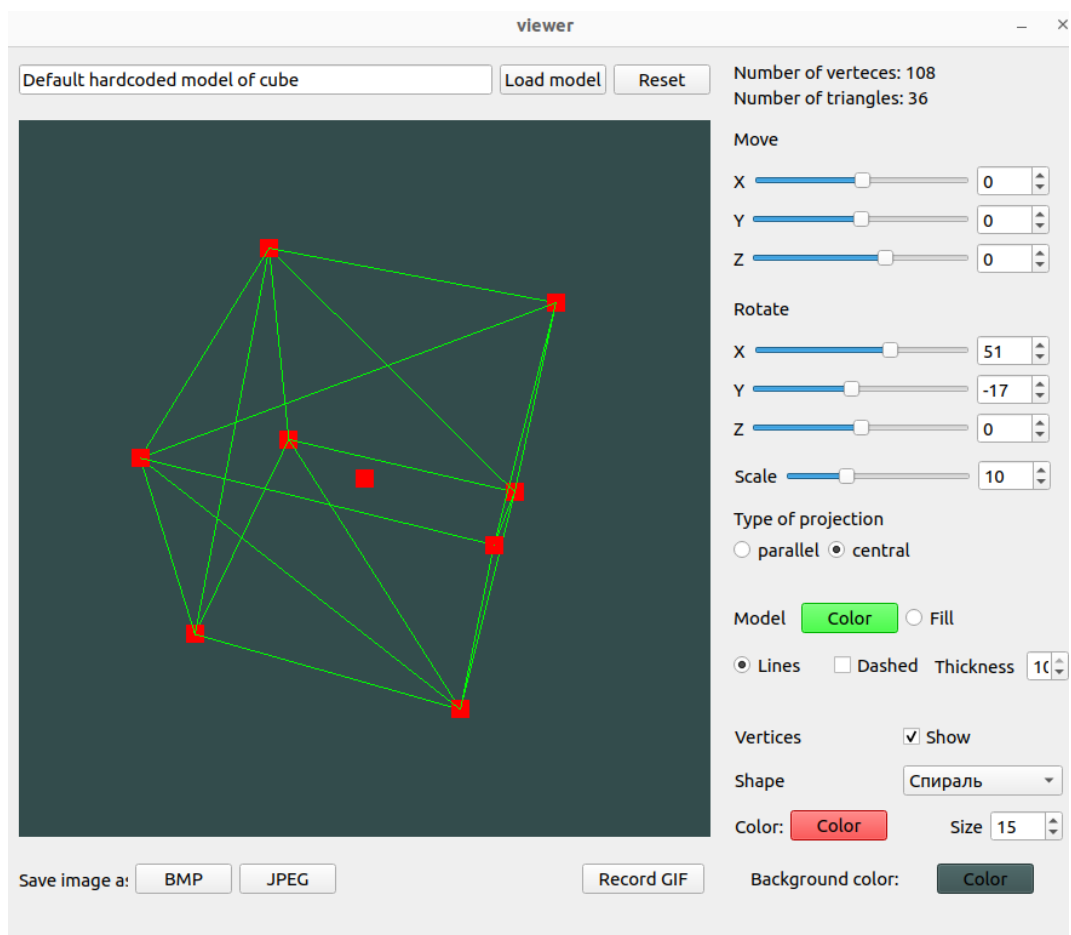 viewer
Default hardcoded model of cube Load model Reset
Number of verteces: 108
Number of triangles: 36
Move
X 0
Y 0
Z 0
Rotate
X 51
Y -17
Z 0
Scale 10
Type of projection
parallel central
Model Color Fill
Lines Dashed Thickness 10
Vertices Show
Shape Спираль
Color: Color Size 15
Save image as BMP JPEG Record GIF Background color: Color